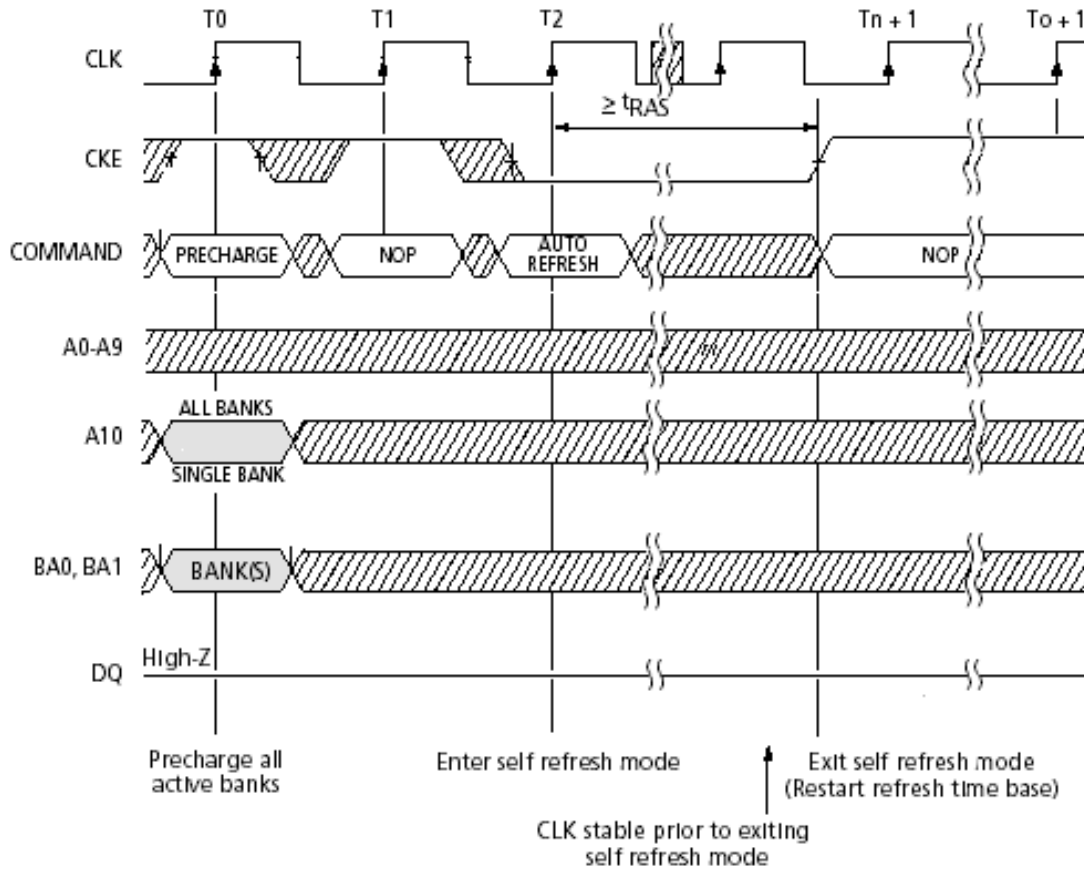 T0 T1 T2 Tn + 1 To + 1
CLK
≥ tRAS
CKE
COMMAND PRECHARGE NOP AUTO REFRESH NOP
A0-A9
ALL BANKS
A10
SINGLE BANK
BA0, BA1 BANK(S)
High-Z
DQ
Precharge all
active banks
Enter self refresh mode
Exit self refresh mode
(Restart refresh time base)
CLK stable prior to exiting
self refresh mode